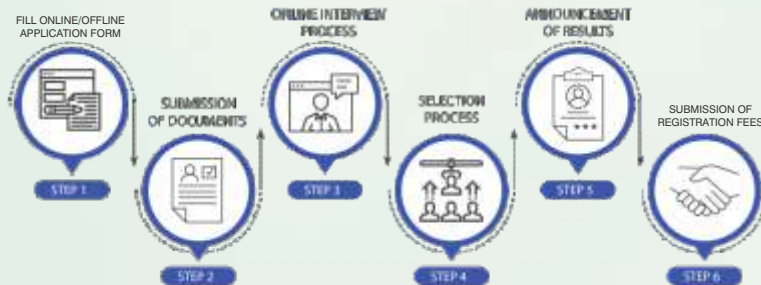 FILL ONLINE/OFFLINE
APPLICATION FORM
STEP 1
SUBMISSION
OF DOCUMENTS
STEP 2
ONLINE INTERVIEW
PROCESS
STEP 3
SELECTION
PROCESS
STEP 4
ANNOUNCEMENT
OF RESULTS
STEP 5
SUBMISSION OF
REGISTRATION FEES
STEP 6